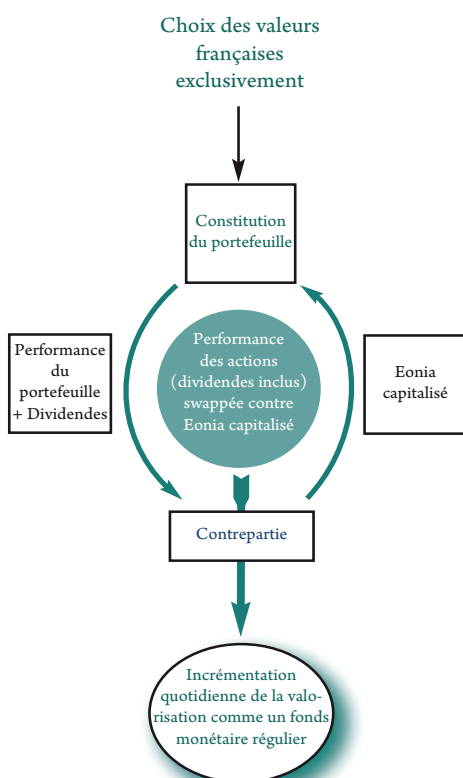 Choix des valeurs
françaises
exclusivement
Constitution
du portefeuille
Performance
du
portefeuille
+ Dividendes
Performance
des actions
(dividendes inclus)
swappée contre
Eonia capitalisé
Eonia
capitalisé
Contrepartie
Incrémentation
quotidienne de la valo-
risation comme un fonds
monétaire régulier